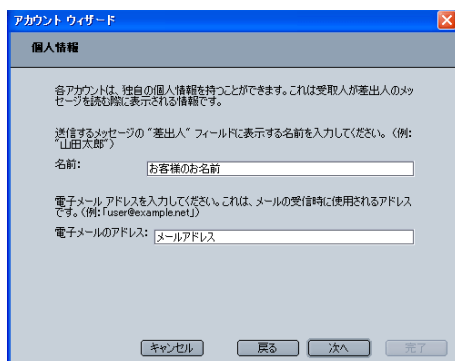 アカウント ウィザード
個人情報
各アカウントは、独自の個人情報を持つことができます。これは受取人が差出人のメッ
セージを読む際に表示される情報です。
送信するメッセージの “差出人” フィールドに表示する名前を入力してください。(例:
“山田太郎”)
名前:
お客様のお名前
電子メール アドレスを入力してください。これは、メールの受信時に使用されるアドレス
です。(例:「user@example.net」)
電子メールのアドレス:
メールアドレス
キャンセル
戻る
次へ
完了